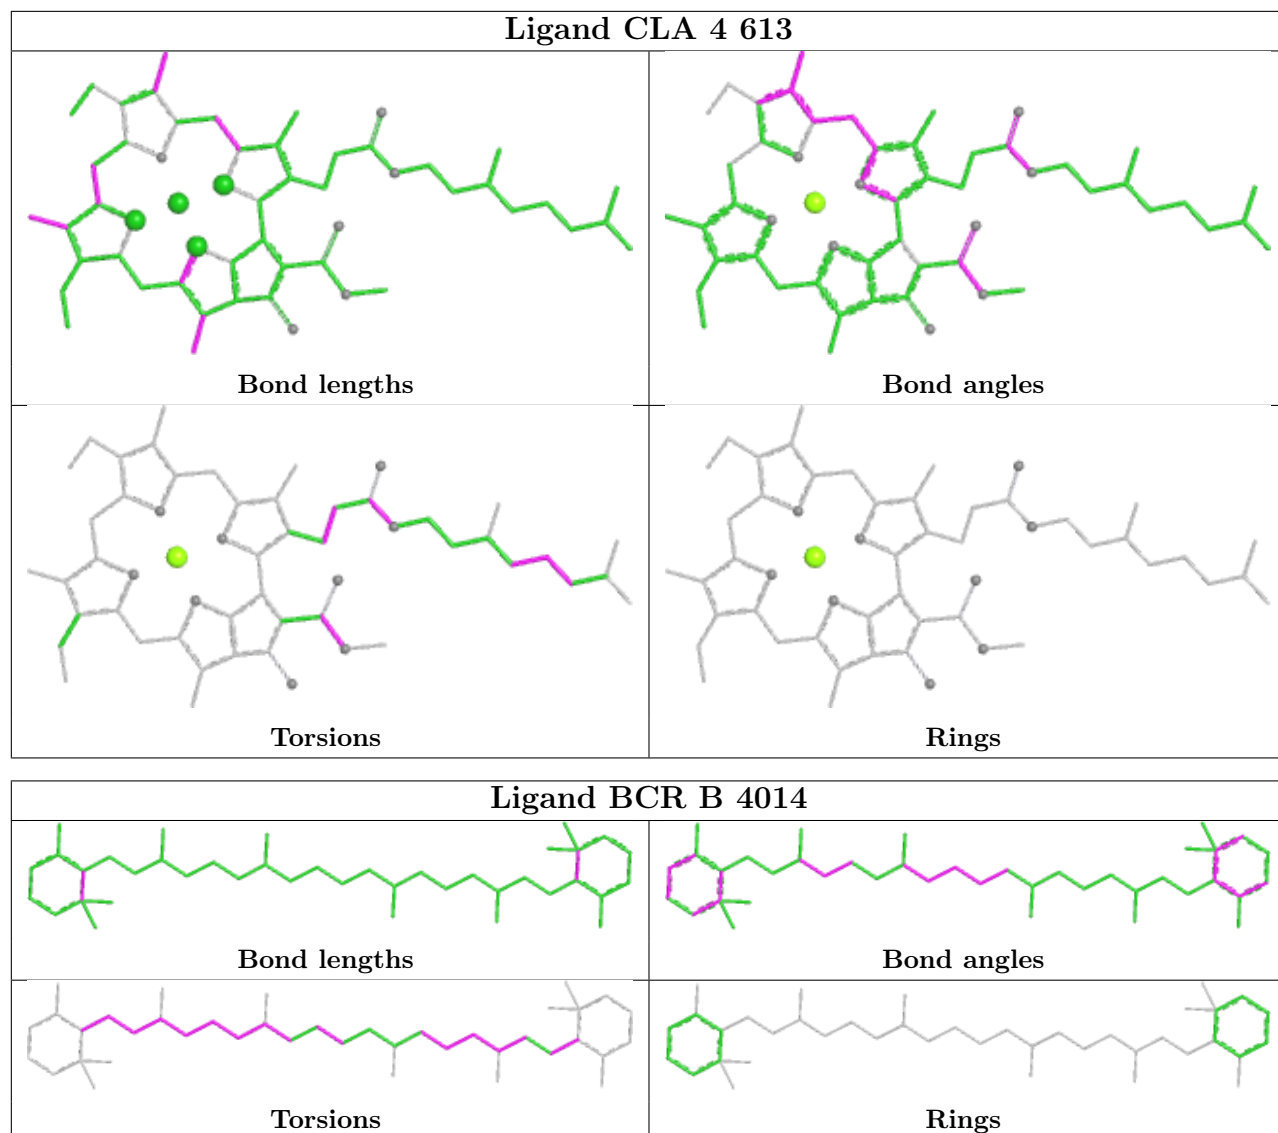 Ligand CLA 4 613
Bond lengths
Bond angles
Torsions
Rings
Ligand BCR B 4014
Bond lengths
Bond angles
Torsions
Rings